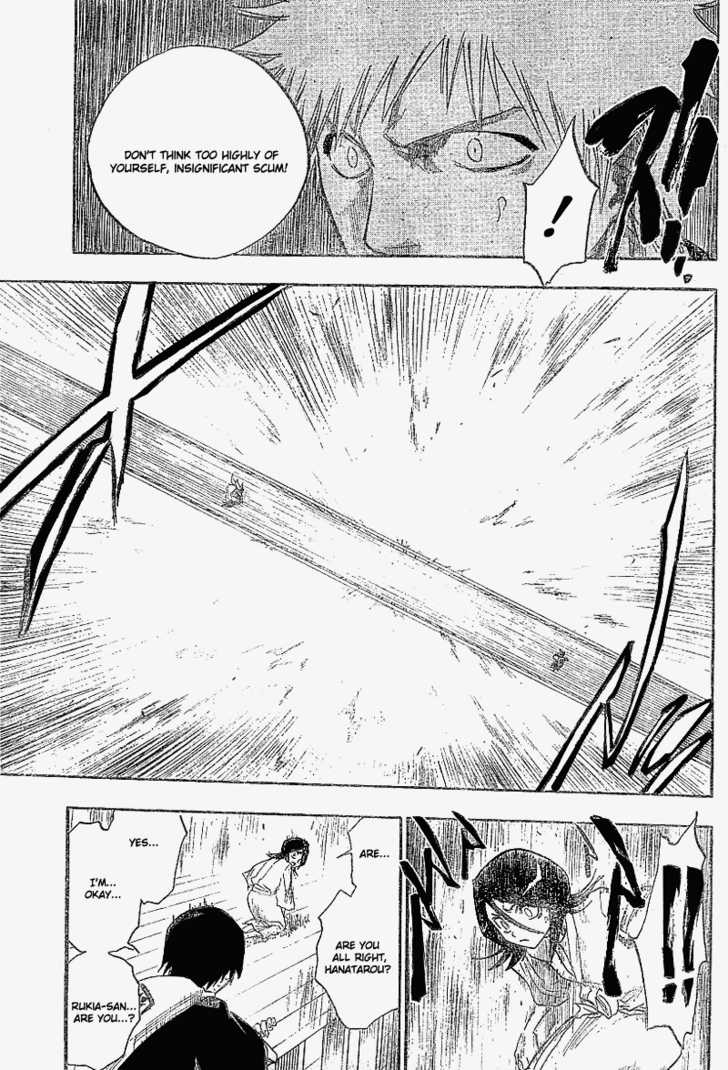 DON'T THINK TOO HIGHLY OF
YOURSELF, INSIGNIFICANT SCUM!
!
!!
ARE...
ARE YOU
ALL RIGHT,
HANATAROU?
YES...
I'M...
OKAY...
RUKIA-SAN...
ARE YOU...?